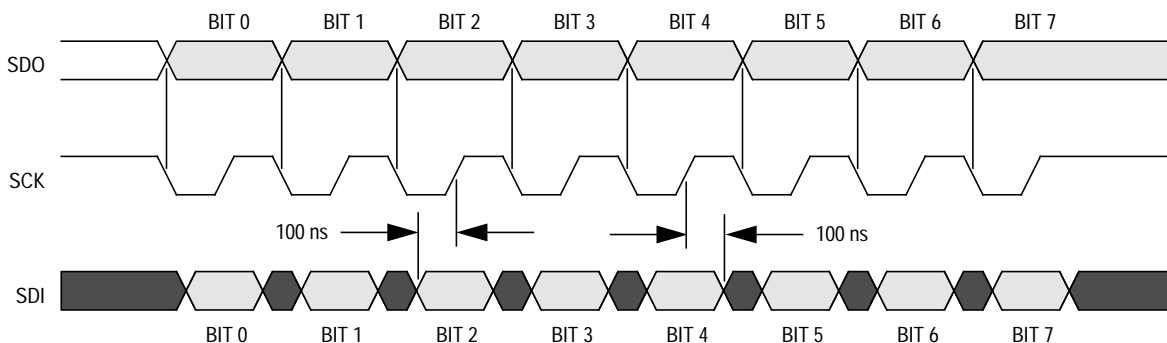 BIT 0 BIT 1 BIT 2 BIT 3 BIT 4 BIT 5 BIT 6 BIT 7
SDO
SCK
100 ns 100 ns
SDI
BIT 0 BIT 1 BIT 2 BIT 3 BIT 4 BIT 5 BIT 6 BIT 7